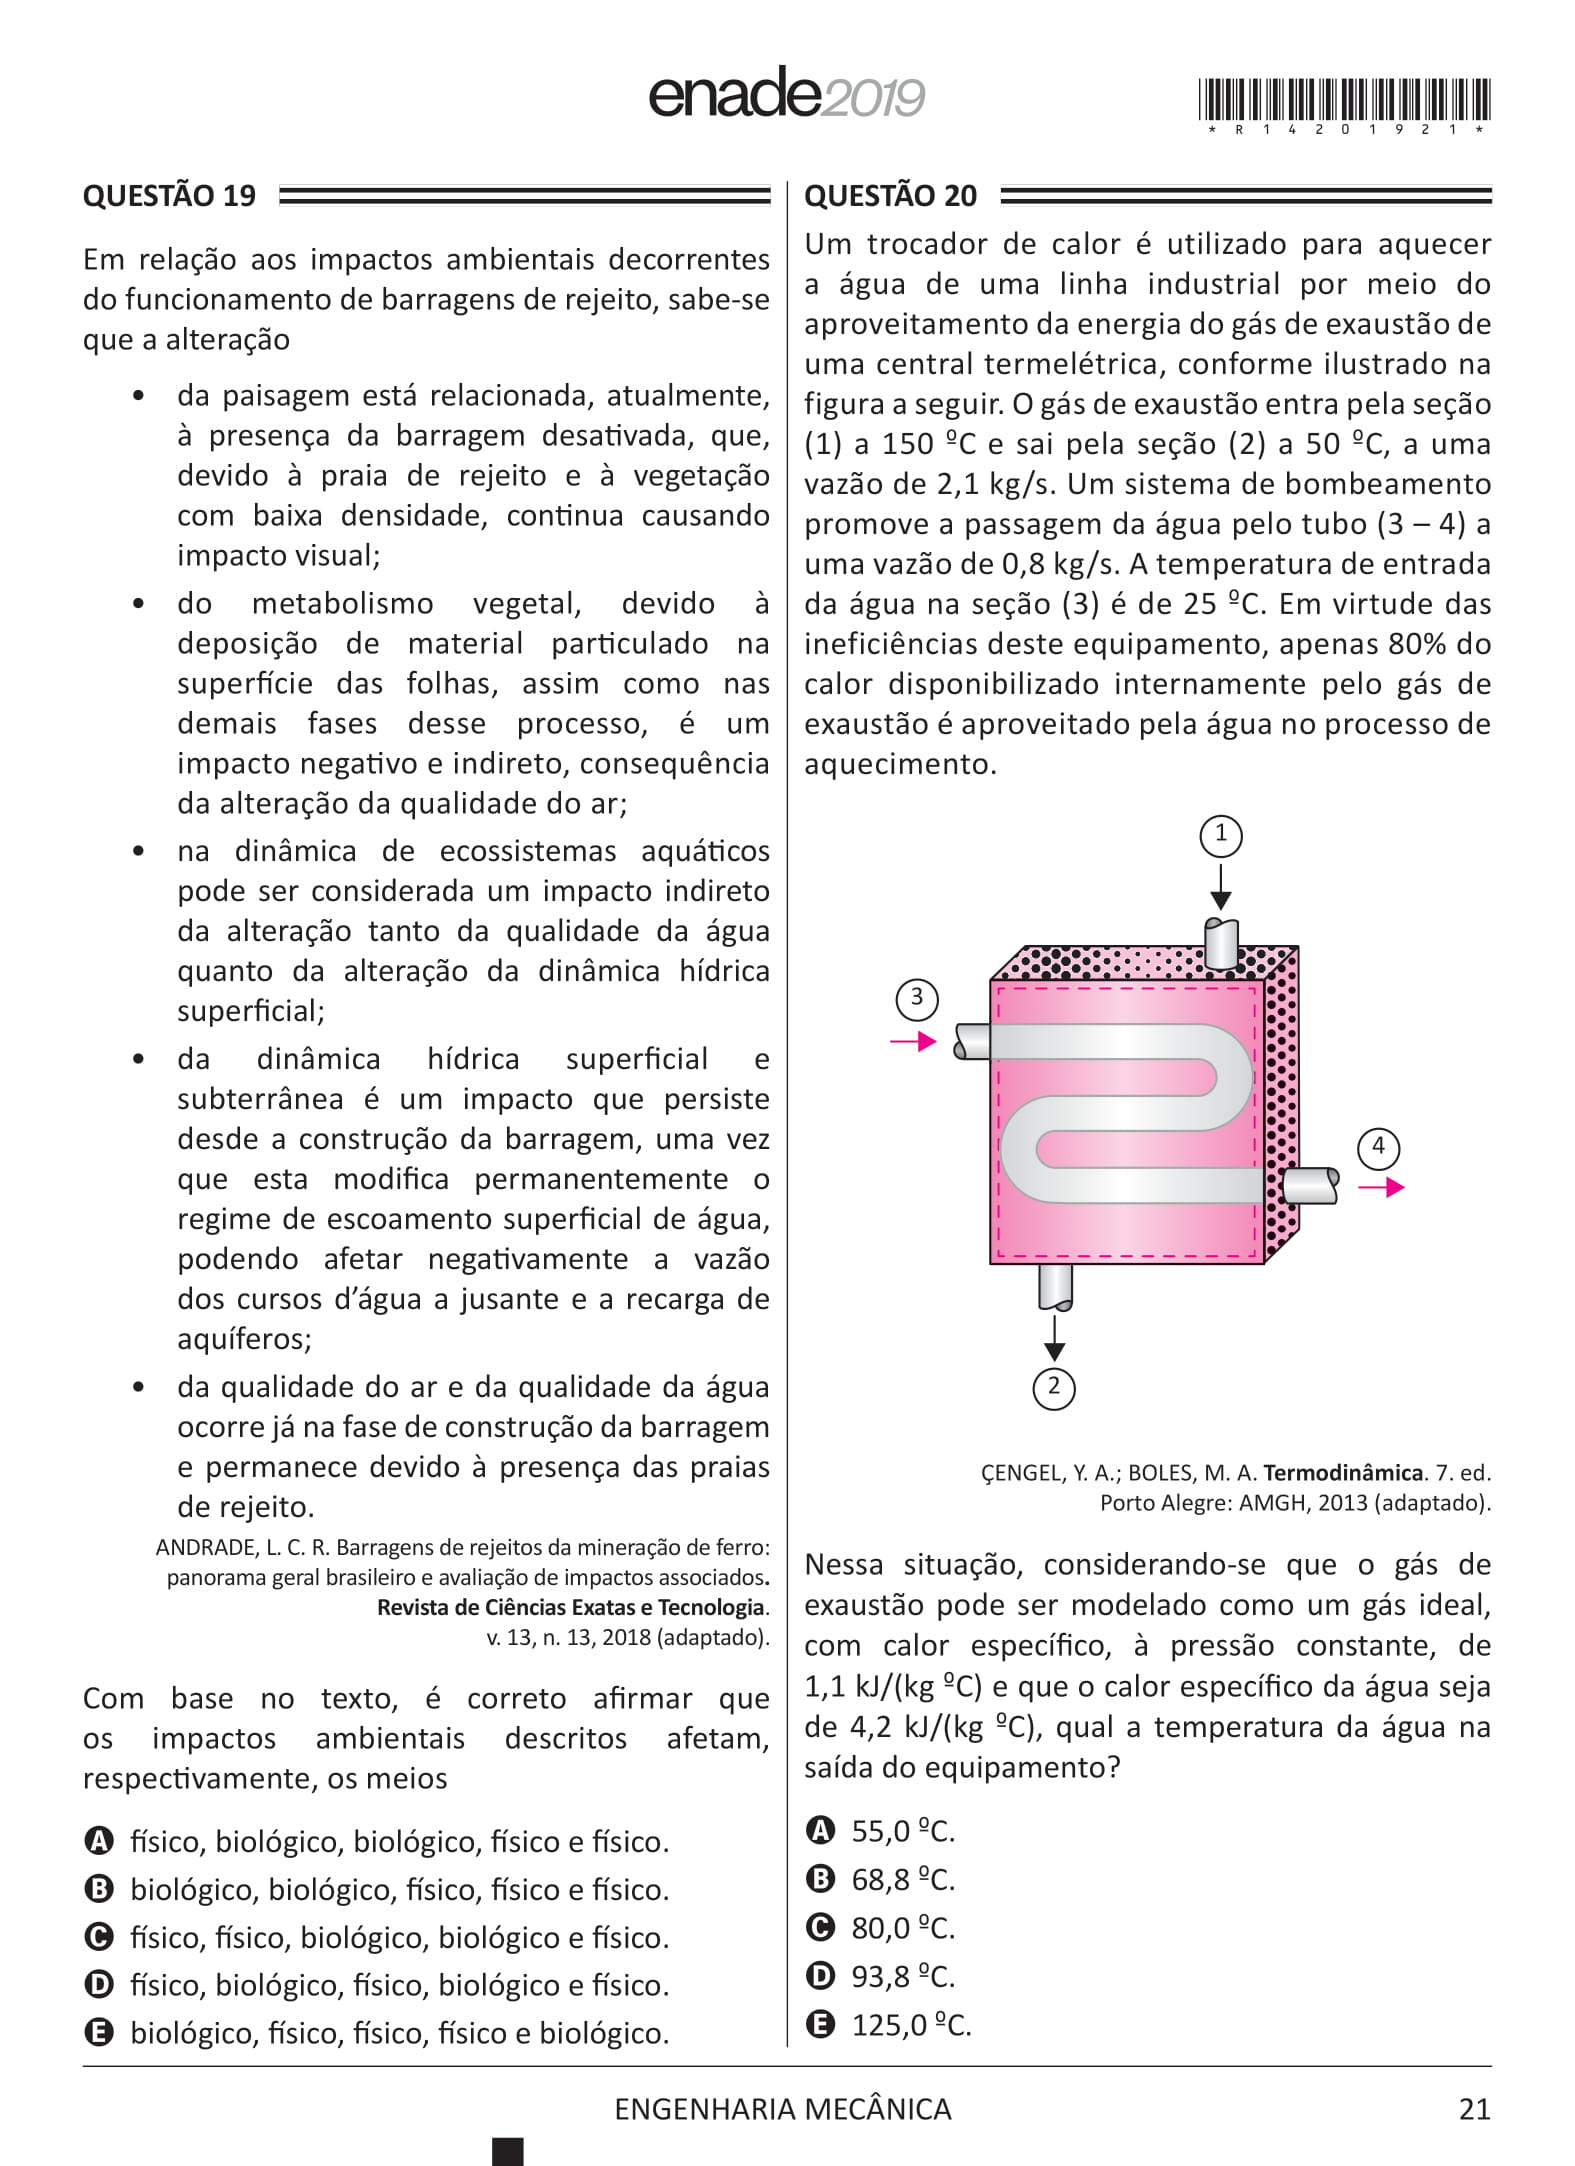 enade2019
*R14201921*
QUESTÃO 19
Em relação aos impactos ambientais decorrentes
do funcionamento de barragens de rejeito, sabe-se
que a alteração
• da paisagem está relacionada, atualmente,
à presença da barragem desativada, que,
devido à praia de rejeito e à vegetação
com baixa densidade, continua causando
impacto visual;
• do metabolismo vegetal, devido à
deposição de material particulado na
superfície das folhas, assim como nas
demais fases desse processo, é um
impacto negativo e indireto, consequência
da alteração da qualidade do ar;
• na dinâmica de ecossistemas aquáticos
pode ser considerada um impacto indireto
da alteração tanto da qualidade da água
quanto da alteração da dinâmica hídrica
superficial;
• da dinâmica hídrica superficial e
subterrânea é um impacto que persiste
desde a construção da barragem, uma vez
que esta modifica permanentemente o
regime de escoamento superficial de água,
podendo afetar negativamente a vazão
dos cursos d’água a jusante e a recarga de
aquíferos;
• da qualidade do ar e da qualidade da água
ocorre já na fase de construção da barragem
e permanece devido à presença das praias
de rejeito.
ANDRADE, L. C. R. Barragens de rejeitos da mineração de ferro:
panorama geral brasileiro e avaliação de impactos associados.
Revista de Ciências Exatas e Tecnologia.
v. 13, n. 13, 2018 (adaptado).
Com base no texto, é correto afirmar que
os impactos ambientais descritos afetam,
respectivamente, os meios
A físico, biológico, biológico, físico e físico.
B biológico, biológico, físico, físico e físico.
C físico, físico, biológico, biológico e físico.
D físico, biológico, físico, biológico e físico.
E biológico, físico, físico, físico e biológico.
QUESTÃO 20
Um trocador de calor é utilizado para aquecer
a água de uma linha industrial por meio do
aproveitamento da energia do gás de exaustão de
uma central termelétrica, conforme ilustrado na
figura a seguir. O gás de exaustão entra pela seção
(1) a 150 ºC e sai pela seção (2) a 50 ºC, a uma
vazão de 2,1 kg/s. Um sistema de bombeamento
promove a passagem da água pelo tubo (3 – 4) a
uma vazão de 0,8 kg/s. A temperatura de entrada
da água na seção (3) é de 25 ºC. Em virtude das
ineficiências deste equipamento, apenas 80% do
calor disponibilizado internamente pelo gás de
exaustão é aproveitado pela água no processo de
aquecimento.
1
3
4
2
ÇENGEL, Y. A.; BOLES, M. A. Termodinâmica. 7. ed.
Porto Alegre: AMGH, 2013 (adaptado).
Nessa situação, considerando-se que o gás de
exaustão pode ser modelado como um gás ideal,
com calor específico, à pressão constante, de
1,1 kJ/(kg ºC) e que o calor específico da água seja
de 4,2 kJ/(kg ºC), qual a temperatura da água na
saída do equipamento?
A 55,0 ºC.
B 68,8 ºC.
C 80,0 ºC.
D 93,8 ºC.
E 125,0 ºC.
ENGENHARIA MECÂNICA
21